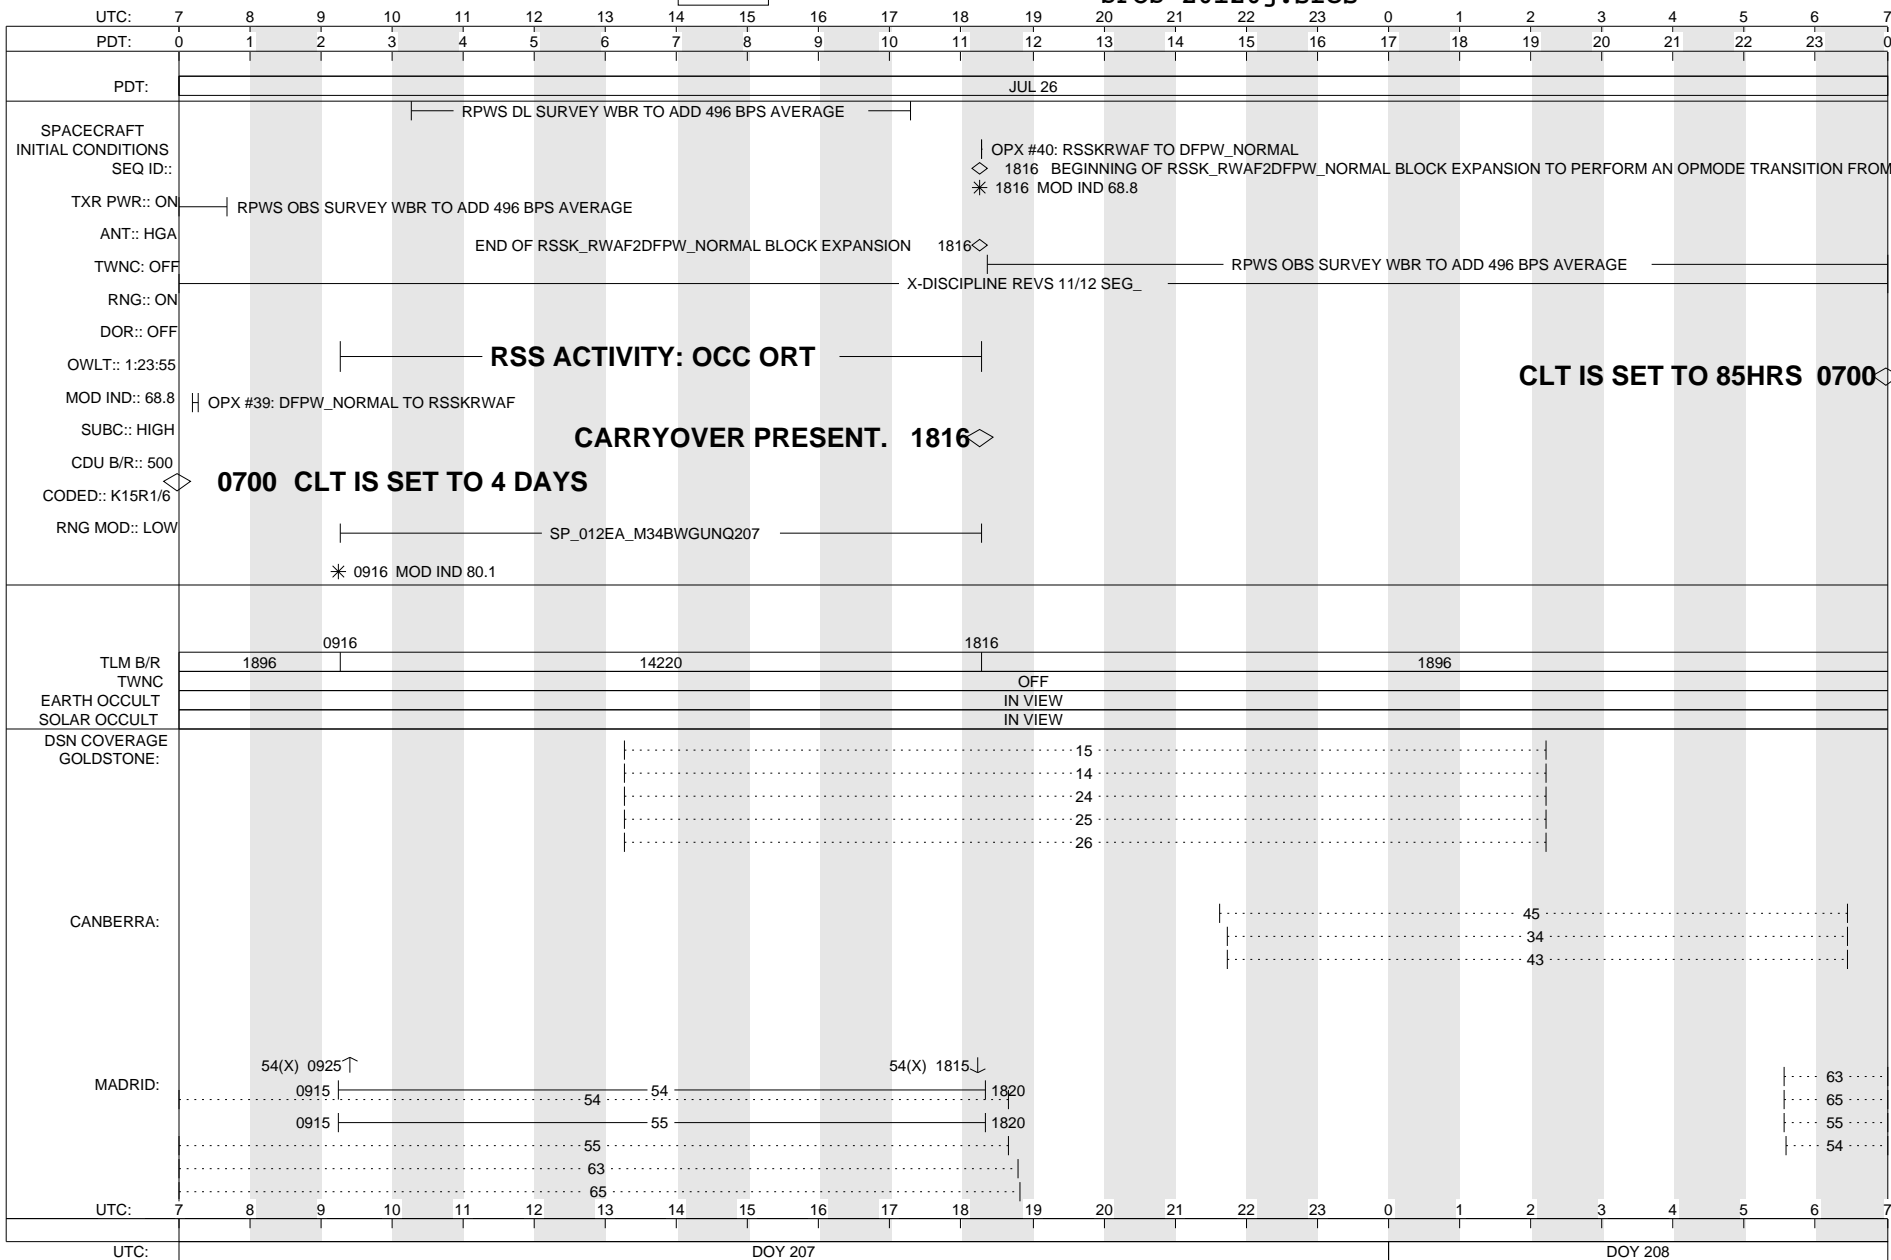 UTC: 7 8 9 10 11 12 13 14 15 16 17 18 19 20 21 22 23 0 1 2 3 4 5 6 7
PDT: 0 1 2 3 4 5 6 7 8 9 10 11 12 13 14 15 16 17 18 19 20 21 22 23 0
PDT: JUL 26
RPWS DL SURVEY WBR TO ADD 496 BPS AVERAGE
SPACECRAFT
INITIAL CONDITIONS
OPX #40: RSSKRWAF TO DFPW_NORMAL
SEQ ID::
1816 BEGINNING OF RSSK_RWAF2DFPW_NORMAL BLOCK EXPANSION TO PERFORM AN OPMODE TRANSITION FROM
1816 MOD IND 68.8
TXR PWR:: ON
RPWS OBS SURVEY WBR TO ADD 496 BPS AVERAGE
ANT:: HGA
END OF RSSK_RWAF2DFPW_NORMAL BLOCK EXPANSION 1816
TWNC: OFF
RPWS OBS SURVEY WBR TO ADD 496 BPS AVERAGE
X-DISCIPLINE REVS 11/12 SEG_
RNG:: ON
DOR:: OFF
RSS ACTIVITY: OCC ORT
OWLT:: 1:23:55
CLT IS SET TO 85HRS 0700
MOD IND:: 68.8
OPX #39: DFPW_NORMAL TO RSSKRWAF
SUBC:: HIGH
CARRYOVER PRESENT. 1816
CDU B/R:: 500
0700 CLT IS SET TO 4 DAYS
CODED:: K15R1/6
RNG MOD:: LOW
SP_012EA_M34BWGUNQ207
0916 MOD IND 80.1
0916 1816
TLM B/R 1896 14220 1896
TWNC OFF
EARTH OCCULT IN VIEW
SOLAR OCCULT IN VIEW
DSN COVERAGE
GOLDSTONE:
15
14
24
25
26
CANBERRA:
45
34
43
54(X) 0925 54(X) 1815
MADRID:
63
0915 54 1820
54 65
0915 55 1820 55
55 54
63
65
UTC: 7 8 9 10 11 12 13 14 15 16 17 18 19 20 21 22 23 0 1 2 3 4 5 6 7
UTC: DOY 207 DOY 208